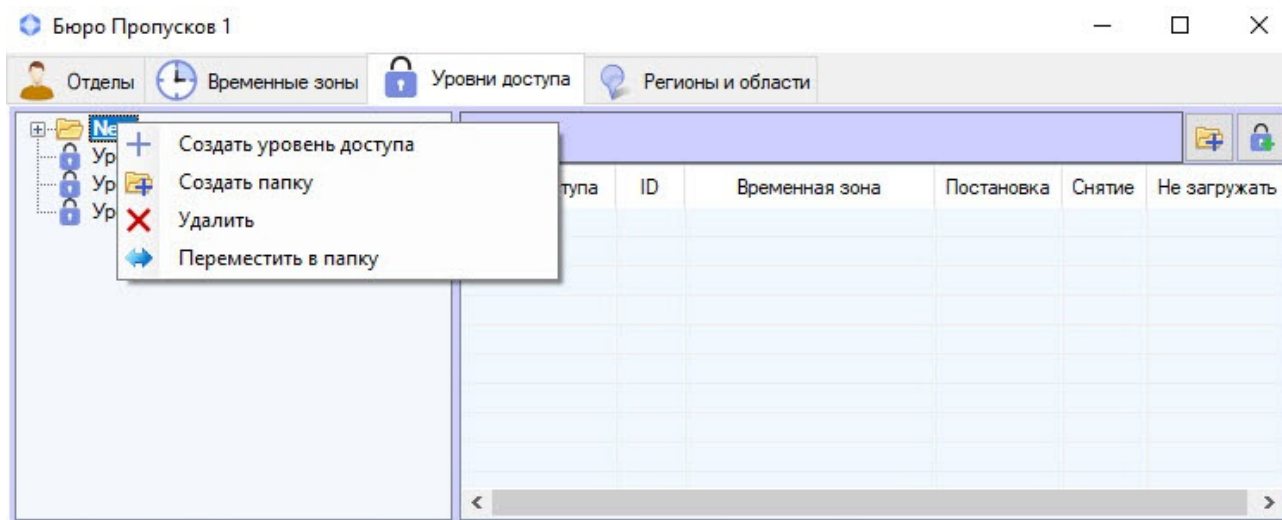 Бюро Пропусков 1
Отделы Временные зоны Уровни доступа Регионы и области
Создать уровень доступа
Создать папку
Удалить
Переместить в папку
ID Временная зона Постановка Снятие Не загружать